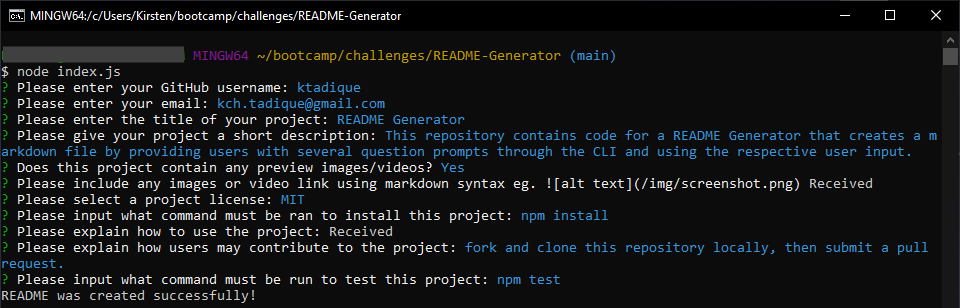 MINGW64:/c/Users/Kirsten/bootcamp/challenges/README-Generator
MINGW64 ~/bootcamp/challenges/README-Generator (main)
$ node index.js
? Please enter your GitHub username: ktadique
? Please enter your email: kch.tadique@gmail.com
? Please enter the title of your project: README Generator
? Please give your project a short description: This repository contains code for a README Generator that creates a m
arkdown file by providing users with several question prompts through the CLI and using the respective user input.
? Does this project contain any preview images/videos? Yes
? Please include any images or video link using markdown syntax eg. ![alt text](/img/screenshot.png) Received
? Please select a project license: MIT
? Please input what command must be ran to install this project: npm install
? Please explain how to use the project: Received
? Please explain how users may contribute to the project: fork and clone this repository locally, then submit a pull
request.
? Please input what command must be run to test this project: npm test
README was created successfully!